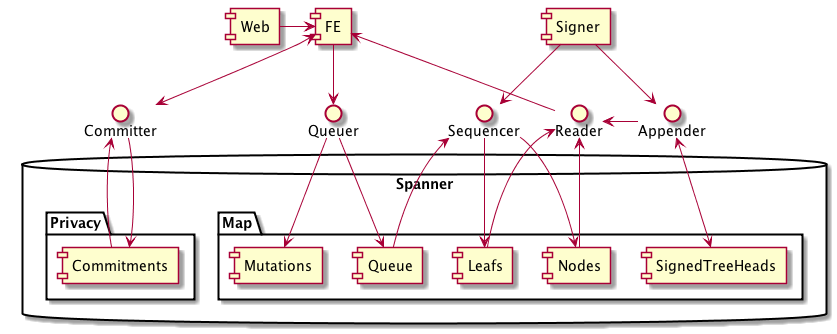 Web
FE
Signer
Committer
Queuer
Sequencer
Reader
Appender
Spanner
Privacy
Map
Commitments
Mutations
Queue
Leafs
Nodes
SignedTreeHeads